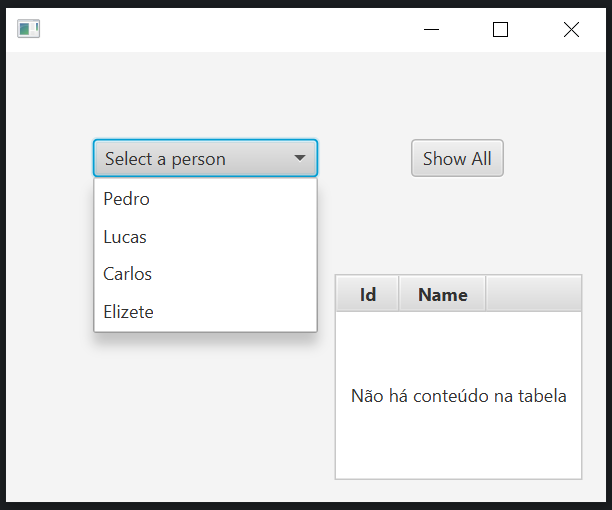 Select a person
Show All
Pedro
Lucas
Carlos
Elizete
Id
Name
Não há conteúdo na tabela